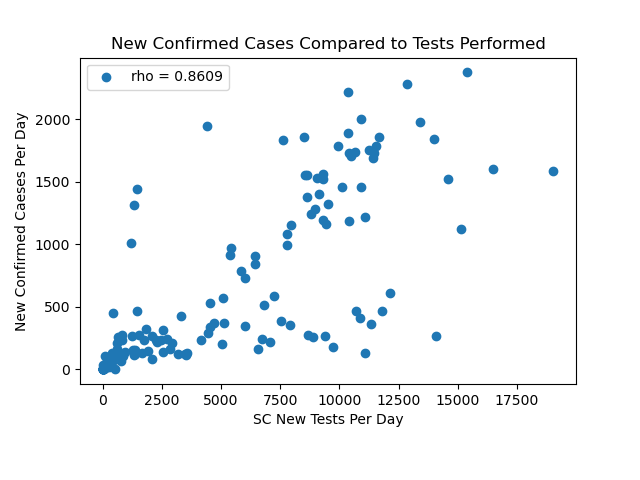 New Confirmed Cases Compared to Tests Performed
rho = 0.8609
New Confirmed Caeses Per Day
2000
1500
1000
500
0
0 2500 5000 7500 10000 12500 15000 17500
SC New Tests Per Day